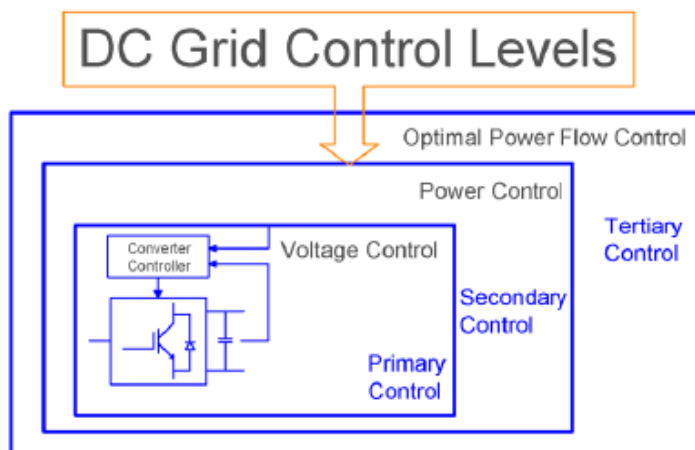 DC Grid Control Levels
Optimal Power Flow Control
Power Control
Tertiary
Control
Converter
Controller
Voltage Control
Secondary
Control
Primary
Control